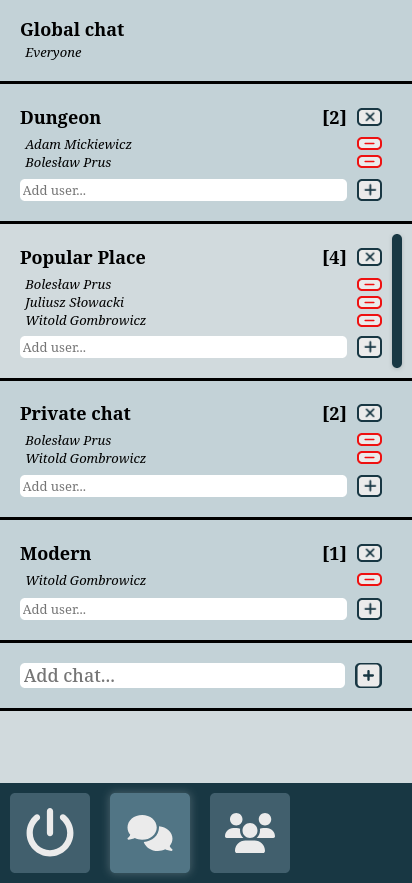 Global chat
Everyone
Dungeon [2]
Adam Mickiewicz
Bolesław Prus
Add user...
Popular Place [4]
Bolesław Prus
Juliusz Słowacki
Witold Gombrowicz
Add user...
Private chat [2]
Bolesław Prus
Witold Gombrowicz
Add user...
Modern [1]
Witold Gombrowicz
Add user...
Add chat...